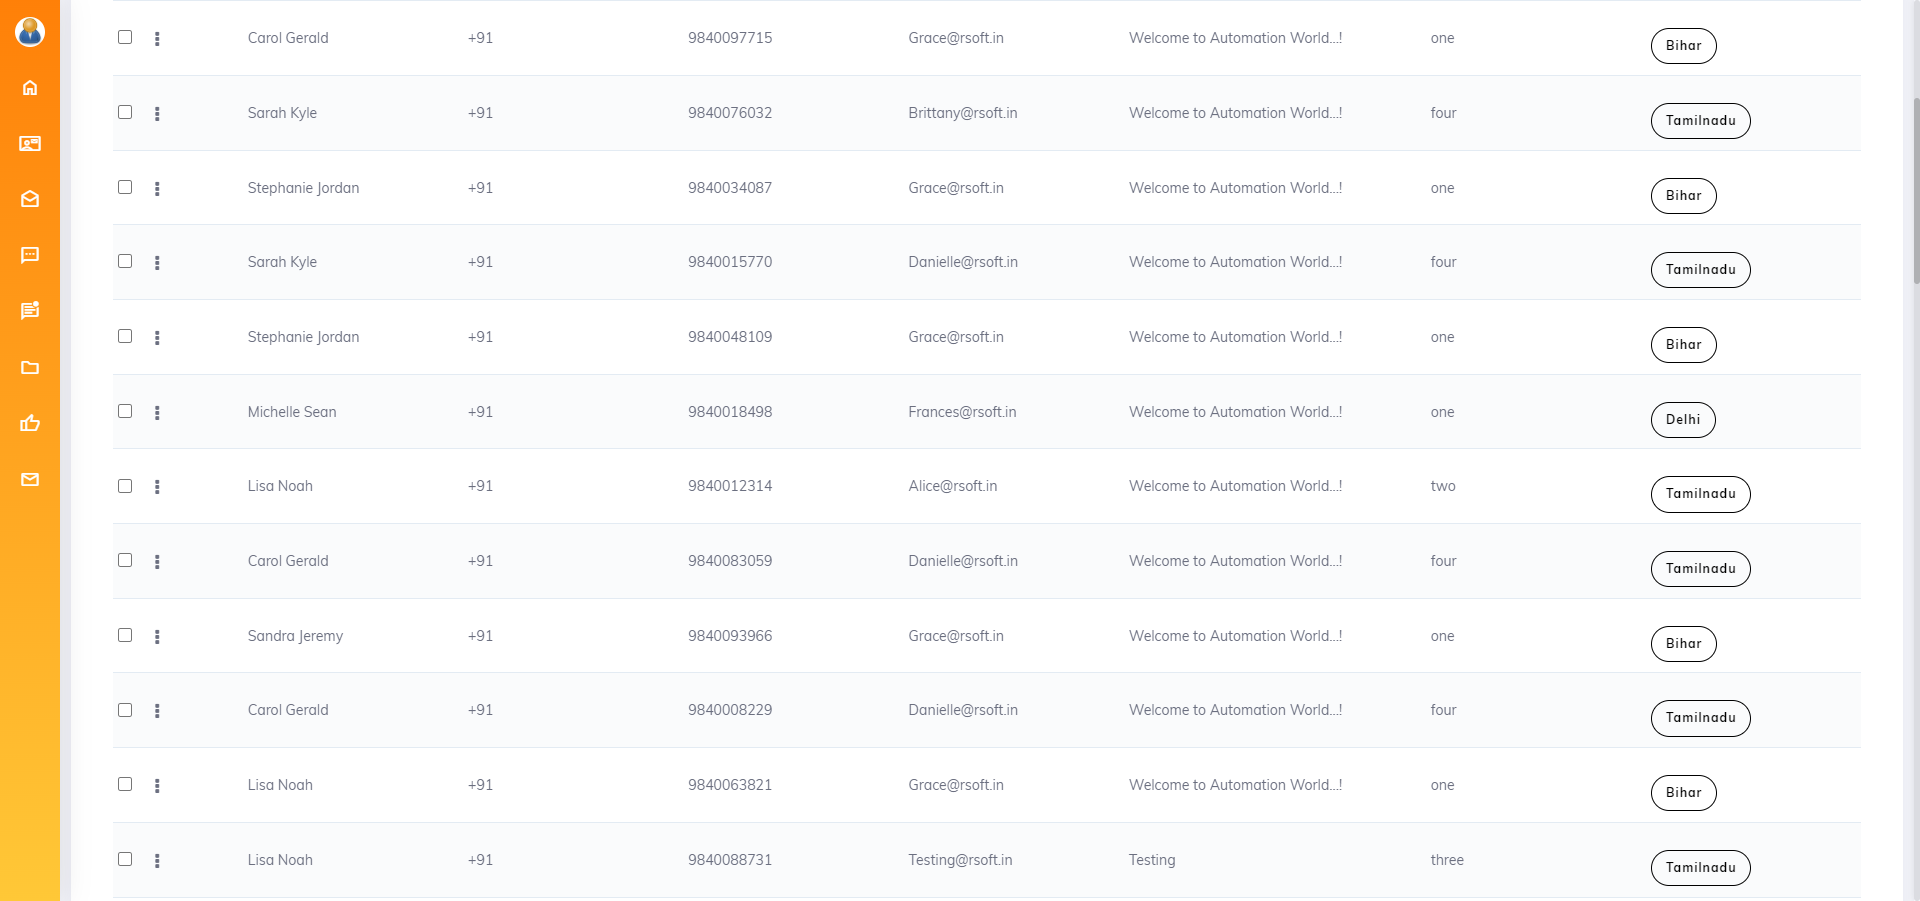 Carol Gerald +91 9840097715 Grace@rsoft.in Welcome to Automation World...! one Bihar
Sarah Kyle +91 9840076032 Brittany@rsoft.in Welcome to Automation World...! four Tamilnadu
Stephanie Jordan +91 9840034087 Grace@rsoft.in Welcome to Automation World...! one Bihar
Sarah Kyle +91 9840015770 Danielle@rsoft.in Welcome to Automation World...! four Tamilnadu
Stephanie Jordan +91 9840048109 Grace@rsoft.in Welcome to Automation World...! one Bihar
Michelle Sean +91 9840018498 Frances@rsoft.in Welcome to Automation World...! one Delhi
Lisa Noah +91 9840012314 Alice@rsoft.in Welcome to Automation World...! two Tamilnadu
Carol Gerald +91 9840083059 Danielle@rsoft.in Welcome to Automation World...! four Tamilnadu
Sandra Jeremy +91 9840093966 Grace@rsoft.in Welcome to Automation World...! one Bihar
Carol Gerald +91 9840008229 Danielle@rsoft.in Welcome to Automation World...! four Tamilnadu
Lisa Noah +91 9840063821 Grace@rsoft.in Welcome to Automation World...! one Bihar
Lisa Noah +91 9840088731 Testing@rsoft.in Testing three Tamilnadu